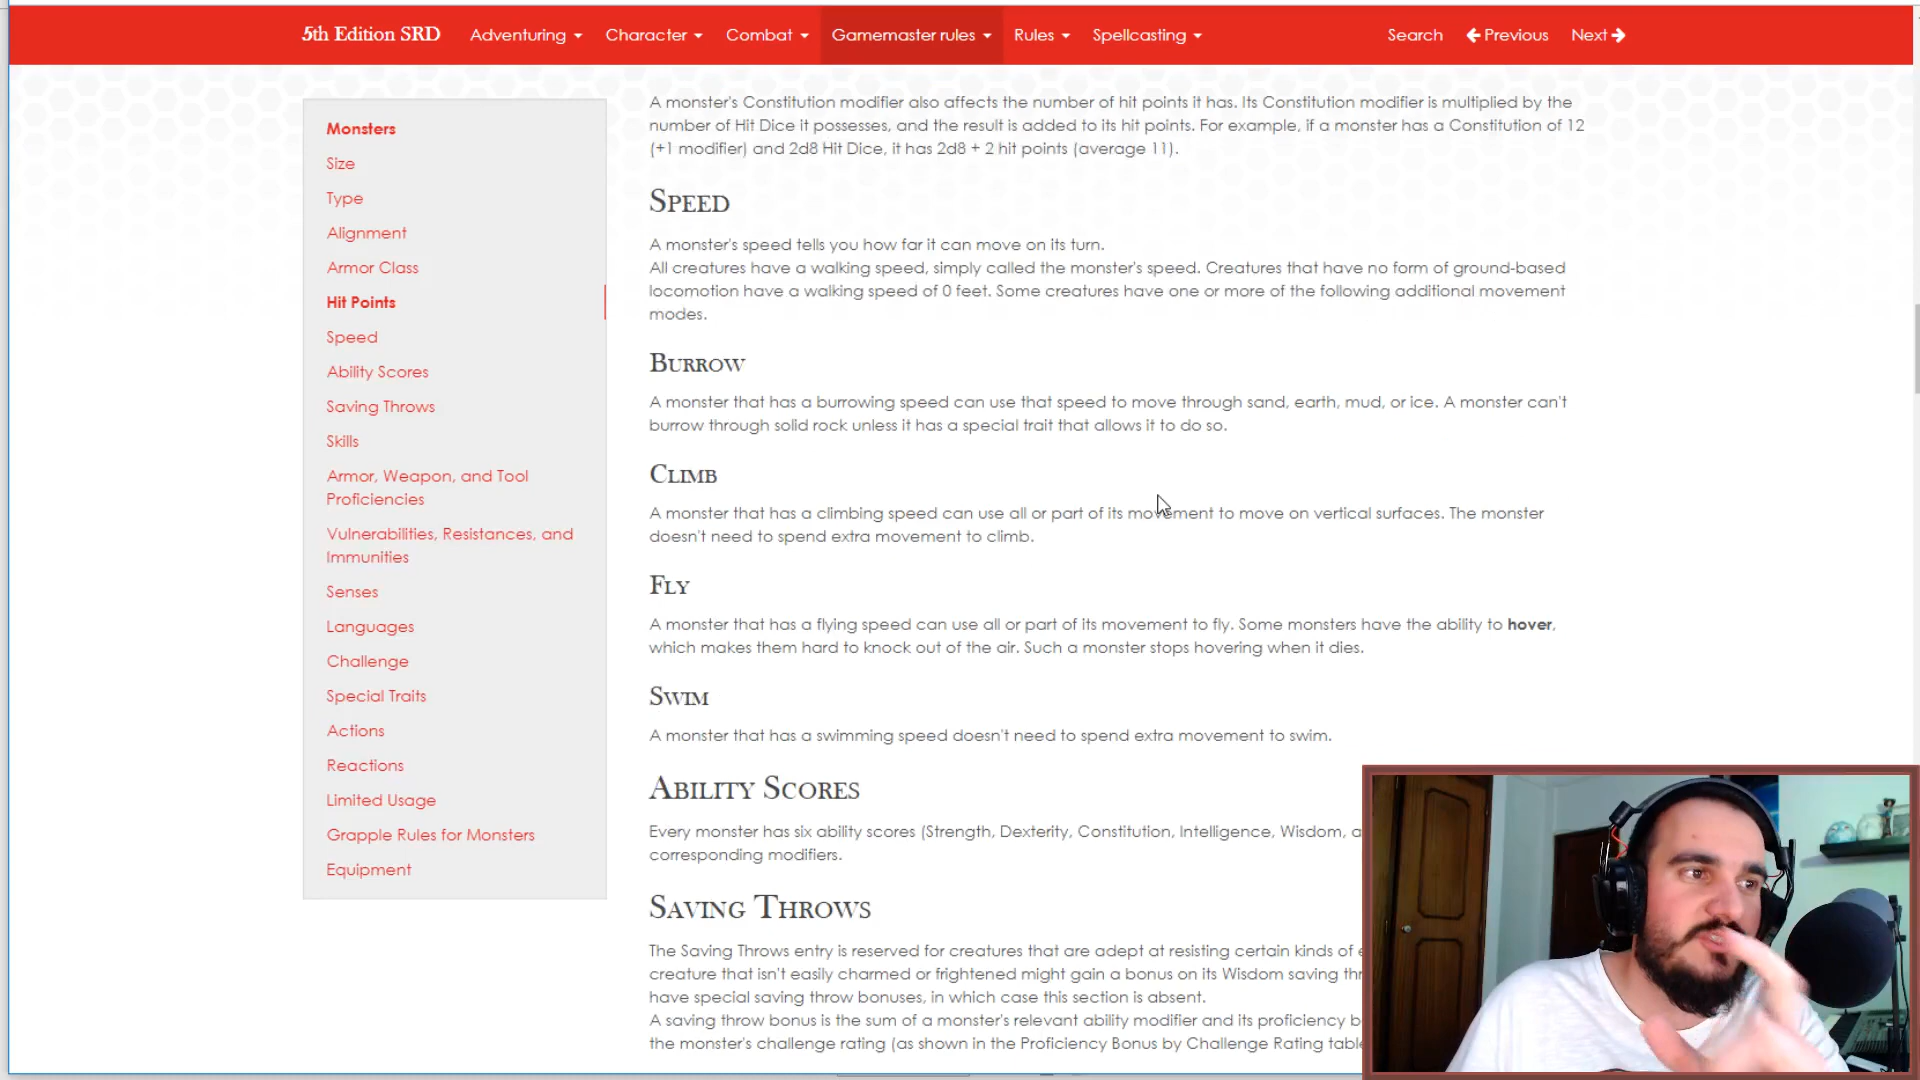 5th Edition SRD Adventuring Character Combat Gamemaster rules Rules Spellcasting Search Previous Next
Monsters
Size
Type
Alignment
Armor Class
Hit Points
Speed
Ability Scores
Saving Throws
Skills
Armor, Weapon, and Tool
Proficiencies
Vulnerabilities, Resistances, and
Immunities
Senses
Languages
Challenge
Special Traits
Actions
Reactions
Limited Usage
Grapple Rules for Monsters
Equipment
A monster's Constitution modifier also affects the number of hit points it has. Its Constitution modifier is multiplied by the
number of Hit Dice it possesses, and the result is added to its hit points. For example, if a monster has a Constitution of 12
(+1 modifier) and 2d8 Hit Dice, it has 2d8 + 2 hit points (average 11).
SPEED
A monster's speed tells you how far it can move on its turn.
All creatures have a walking speed, simply called the monster's speed. Creatures that have no form of ground-based
locomotion have a walking speed of 0 feet. Some creatures have one or more of the following additional movement
modes.
BURROW
A monster that has a burrowing speed can use that speed to move through sand, earth, mud, or ice. A monster can't
burrow through solid rock unless it has a special trait that allows it to do so.
CLIMB
A monster that has a climbing speed can use all or part of its movement to move on vertical surfaces. The monster
doesn't need to spend extra movement to climb.
FLY
A monster that has a flying speed can use all or part of its movement to fly. Some monsters have the ability to hover,
which makes them hard to knock out of the air. Such a monster stops hovering when it dies.
SWIM
A monster that has a swimming speed doesn't need to spend extra movement to swim.
ABILITY SCORES
Every monster has six ability scores (Strength, Dexterity, Constitution, Intelligence, Wisdom, a
corresponding modifiers.
SAVING THROWS
The Saving Throws entry is reserved for creatures that are adept at resisting certain kinds of e
creature that isn't easily charmed or frightened might gain a bonus on its Wisdom saving thr
have special saving throw bonuses, in which case this section is absent.
A saving throw bonus is the sum of a monster's relevant ability modifier and its proficiency b
the monster's challenge rating (as shown in the Proficiency Bonus by Challenge Rating table